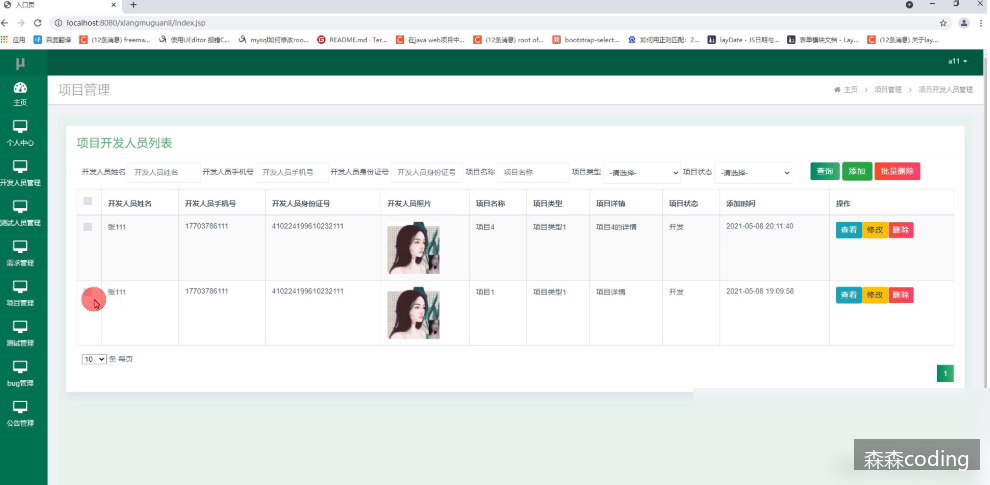 入口页
localhost:8080/xiangmuguanli/index.jsp
应用 百度翻译 (12条消息) freema... 使用UEditor 报错C... mysql如何修改roo... README.md · Ter... 在java web项目中... (12条消息) root of... bootstrap-select... 如何用正则匹配：2... layDate - JS日期与... 表单模块文档 - Lay... (12条消息) 关于lay...
μ
a11
主页
个人中心
开发人员管理
测试人员管理
需求管理
项目管理
测试管理
bug管理
公告管理
项目管理
主页 > 项目管理 > 项目开发人员管理
项目开发人员列表
开发人员姓名 开发人员姓名 开发人员手机号 开发人员手机号 开发人员身份证号 开发人员身份证号 项目名称 项目名称 项目类型 -请选择- 项目状态 -请选择- 查询 添加 批量删除
开发人员姓名 开发人员手机号 开发人员身份证号 开发人员照片 项目名称 项目类型 项目详情 项目状态 添加时间 操作
张111 17703786111 410224199610232111 项目4 项目类型1 项目4的详情 开发 2021-05-08 20:11:40 查看 修改 删除
张111 17703786111 410224199610232111 项目1 项目类型1 项目详情 开发 2021-05-08 19:09:58 查看 修改 删除
10 条 每页
1
森森coding